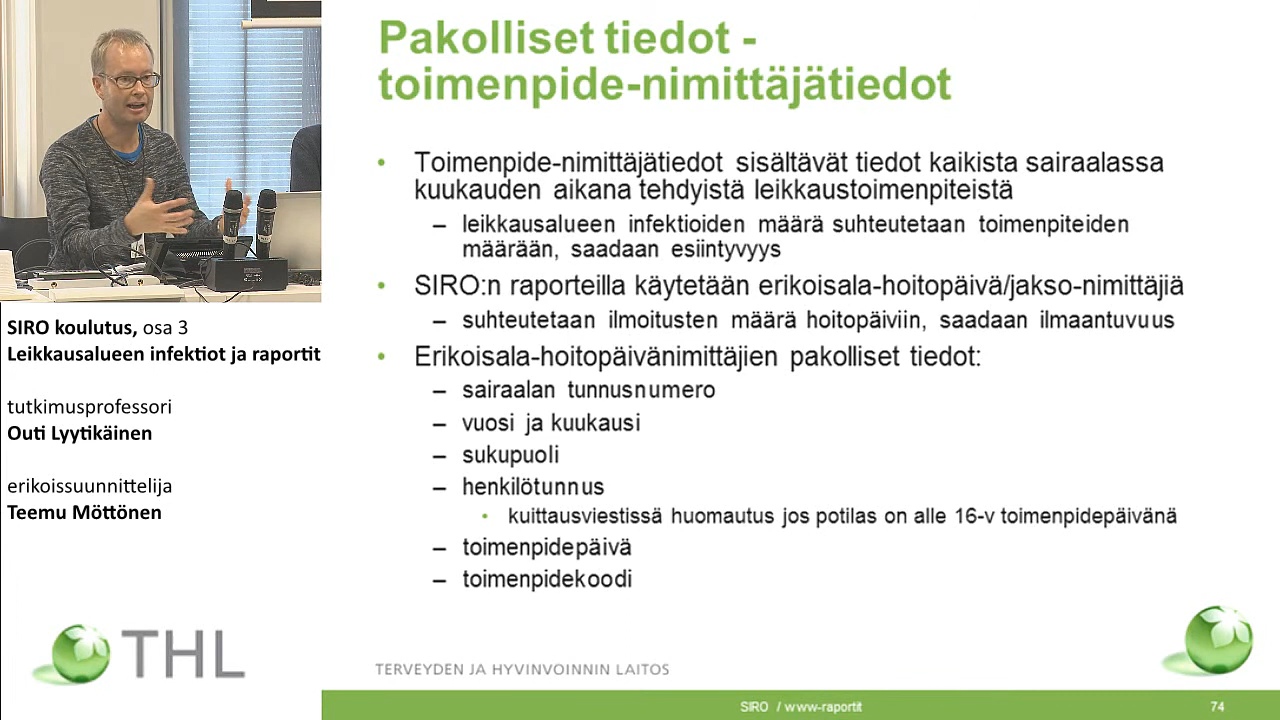 SIRO koulutus, osa 3
Leikkausalueen infektiot ja raportit
tutkimusprofessori
Outi Lyytikäinen
erikoissuunnittelija
Teemu Möttönen
THL
Pakolliset tiedot -
toimenpide-nimittäjätiedot
• Toimenpide-nimittäjätiedot sisältävät tiedot kaikista sairaalassa
kuukauden aikana tehdyistä leikkaustoimenpiteistä
– leikkausalueen infektioiden määrä suhteutetaan toimenpiteiden
määrään, saadaan esiintyvyys
• SIRO:n raporteilla käytetään erikoisala-hoitopäivä/jakso-nimittäjiä
– suhteutetaan ilmoitusten määrä hoitopäiviin, saadaan ilmaantuvuus
• Erikoisala-hoitopäivänimittäjien pakolliset tiedot:
– sairaalan tunnusnumero
– vuosi ja kuukausi
– sukupuoli
– henkilötunnus
• kuittausviestissä huomautus jos potilas on alle 16-v toimenpidepäivänä
– toimenpidepäivä
– toimenpidekoodi
TERVEYDEN JA HYVINVOINNIN LAITOS
SIRO / www-raportit
74